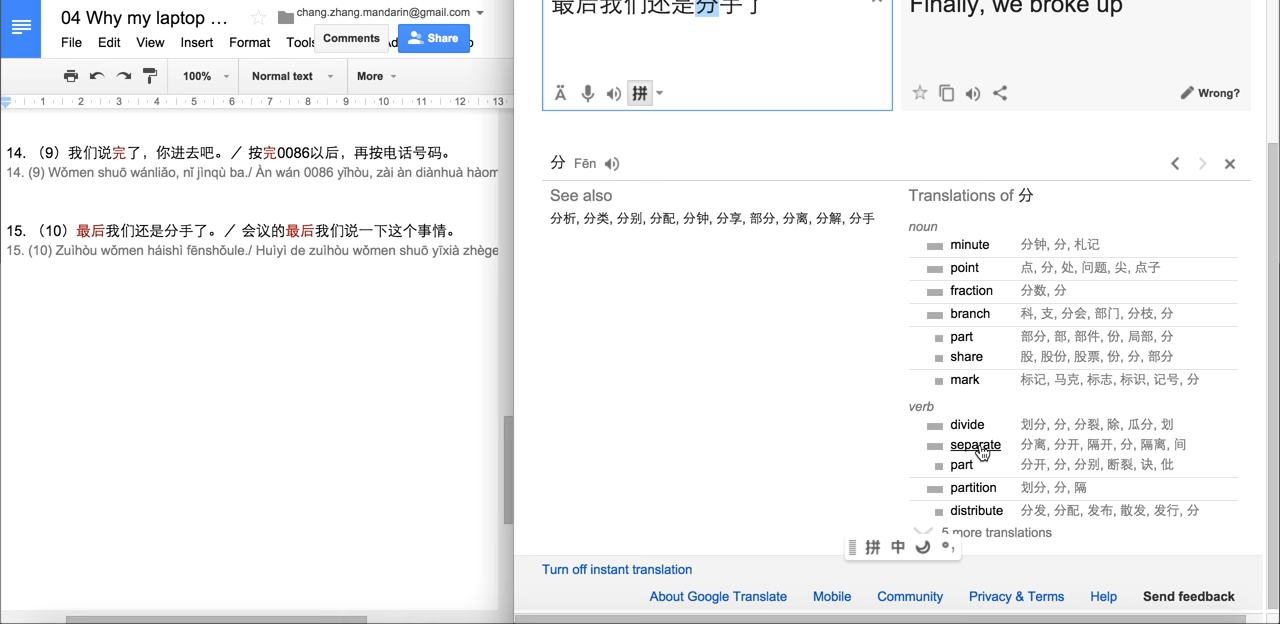 04 Why my laptop ...
chang.zhang.mandarin@gmail.com
File Edit View Insert Format Tools
Comments
Share
100% Normal text More
1 2 3 4 5 6 7 8 9 10 11 12 13
14. （9）我们说完了，你进去吧。／ 按完0086以后，再按电话号码。
14. (9) Wǒmen shuō wánliǎo, nǐ jìnqù ba./ Àn wán 0086 yǐhòu, zài àn diànhuà hàom
15. （10）最后我们还是分手了。／ 会议的最后我们说一下这个事情。
15. (10) Zuìhòu wǒmen háishì fēnshǒule./ Huìyì de zuìhòu wǒmen shuō yīxià zhège
最后我们还是分手了
Finally, we broke up
Ä 拼
Wrong?
分 Fēn
See also
分析, 分类, 分别, 分配, 分钟, 分享, 部分, 分离, 分解, 分手
Translations of 分
noun
minute 分钟, 分, 札记
point 点, 分, 处, 问题, 尖, 点子
fraction 分数, 分
branch 科, 支, 分会, 部门, 分枝, 分
part 部分, 部, 部件, 份, 局部, 分
share 股, 股份, 股票, 份, 分, 部分
mark 标记, 马克, 标志, 标识, 记号, 分
verb
divide 划分, 分, 分裂, 除, 瓜分, 划
separate 分离, 分开, 隔开, 分, 隔离, 间
part 分开, 分, 分别, 断裂, 诀, 仳
partition 划分, 分, 隔
distribute 分发, 分配, 发布, 散发, 发行, 分
5 more translations
拼 中
Turn off instant translation
About Google Translate Mobile Community Privacy & Terms Help Send feedback